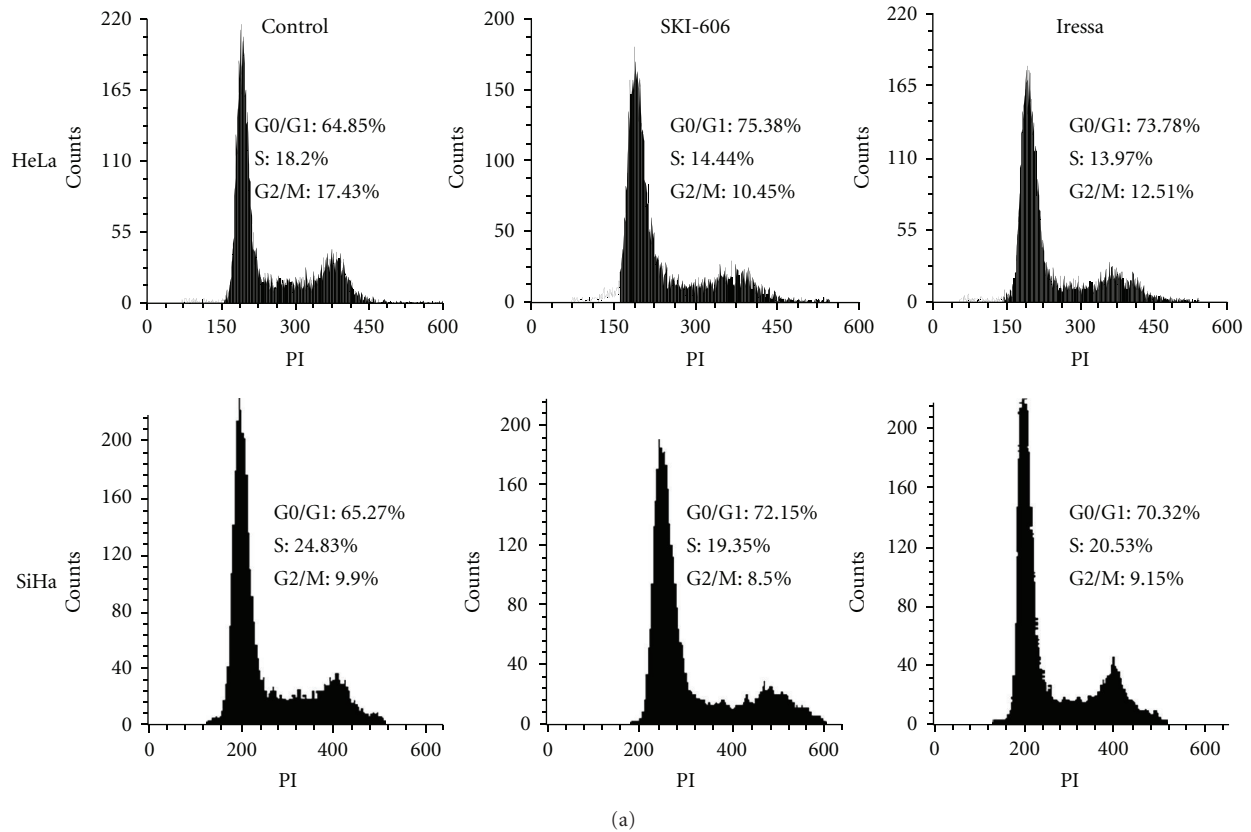 Control
SKI-606
Iressa
HeLa
Counts
220
165
110
55
0
G0/G1: 64.85%
S: 18.2%
G2/M: 17.43%
0 150 300 450 600
PI
Counts
200
150
100
50
0
G0/G1: 75.38%
S: 14.44%
G2/M: 10.45%
0 150 300 450 600
PI
Counts
220
165
110
55
0
G0/G1: 73.78%
S: 13.97%
G2/M: 12.51%
0 150 300 450 600
PI
SiHa
Counts
200
160
120
80
40
0
G0/G1: 65.27%
S: 24.83%
G2/M: 9.9%
0 200 400 600
PI
Counts
200
160
120
80
40
0
G0/G1: 72.15%
S: 19.35%
G2/M: 8.5%
0 200 400 600
PI
Counts
200
160
120
80
40
0
G0/G1: 70.32%
S: 20.53%
G2/M: 9.15%
0 200 400 600
PI
(a)